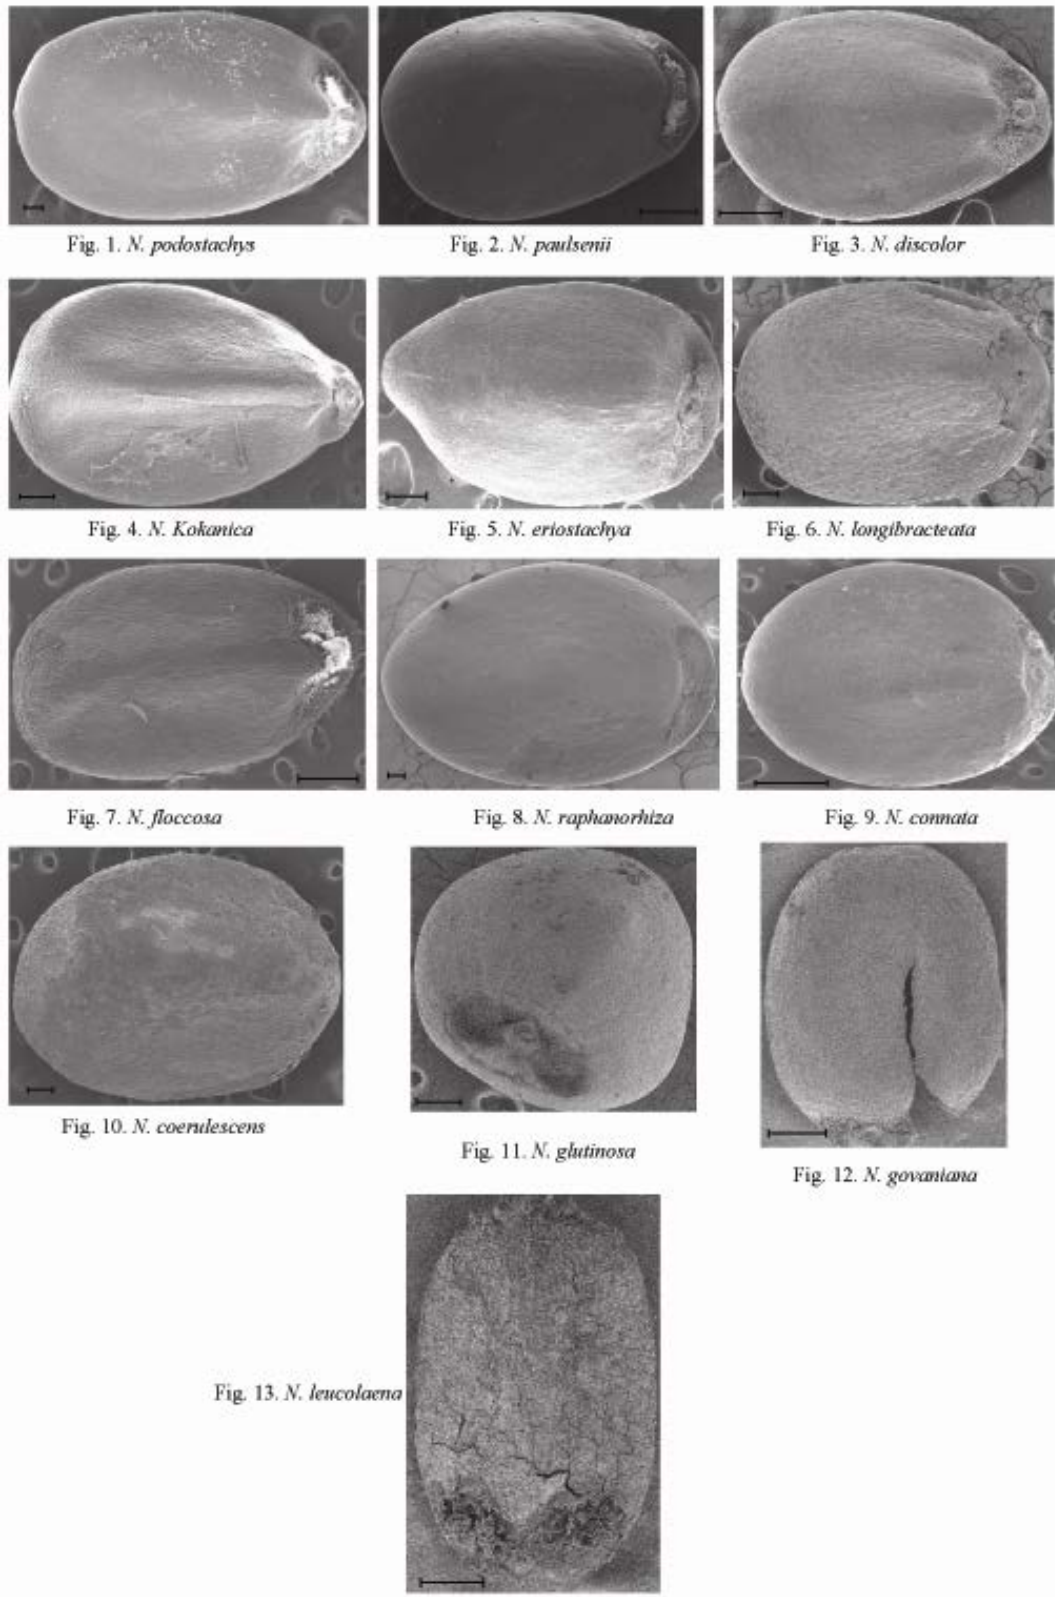 Fig. 1. N. podostachys
Fig. 2. N. paulsenii
Fig. 3. N. discolor
Fig. 4. N. Kokanica
Fig. 5. N. eriostachya
Fig. 6. N. longibracteata
Fig. 7. N. floccosa
Fig. 8. N. raphanorhiza
Fig. 9. N. connata
Fig. 10. N. coerulescens
Fig. 11. N. glutinosa
Fig. 12. N. govaniana
Fig. 13. N. leucolaena